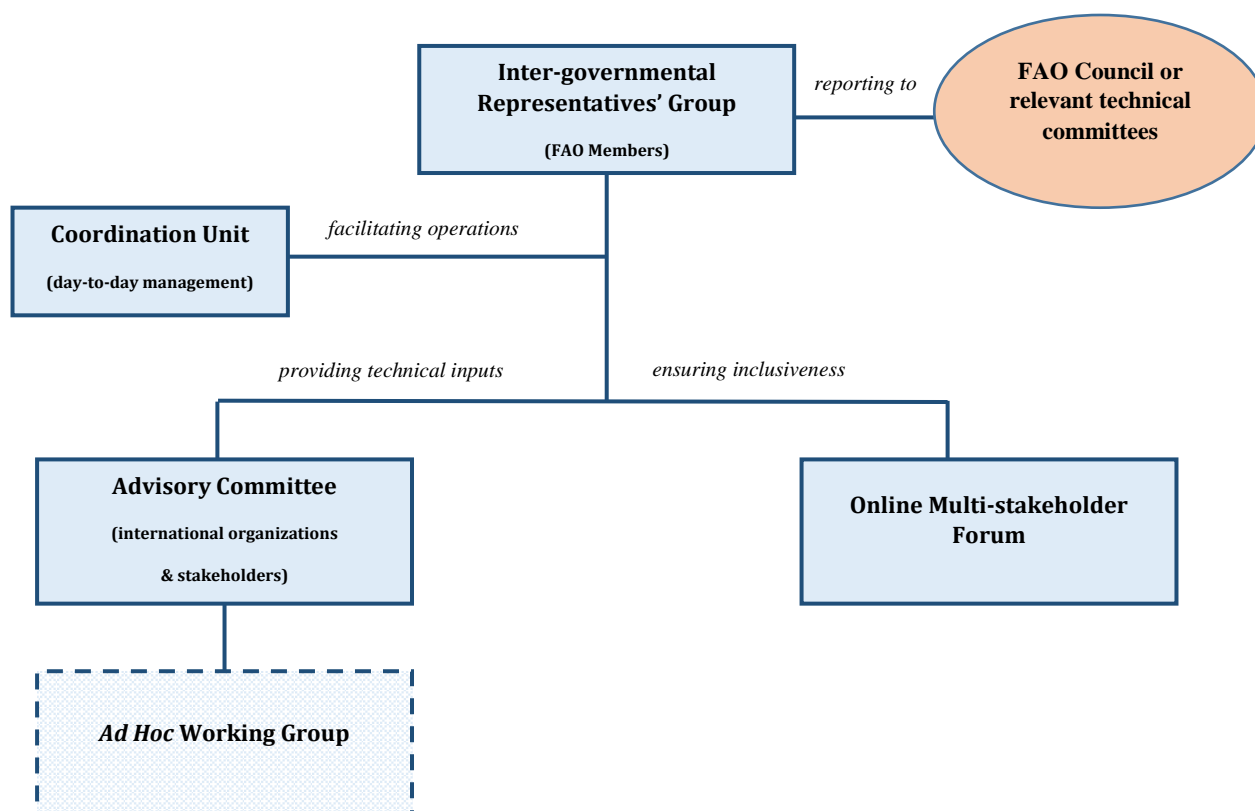 Inter-governmental
Representatives’ Group
(FAO Members)
reporting to
FAO Council or
relevant technical
committees
Coordination Unit
(day-to-day management)
facilitating operations
providing technical inputs
ensuring inclusiveness
Advisory Committee
(international organizations
& stakeholders)
Online Multi-stakeholder
Forum
Ad Hoc Working Group